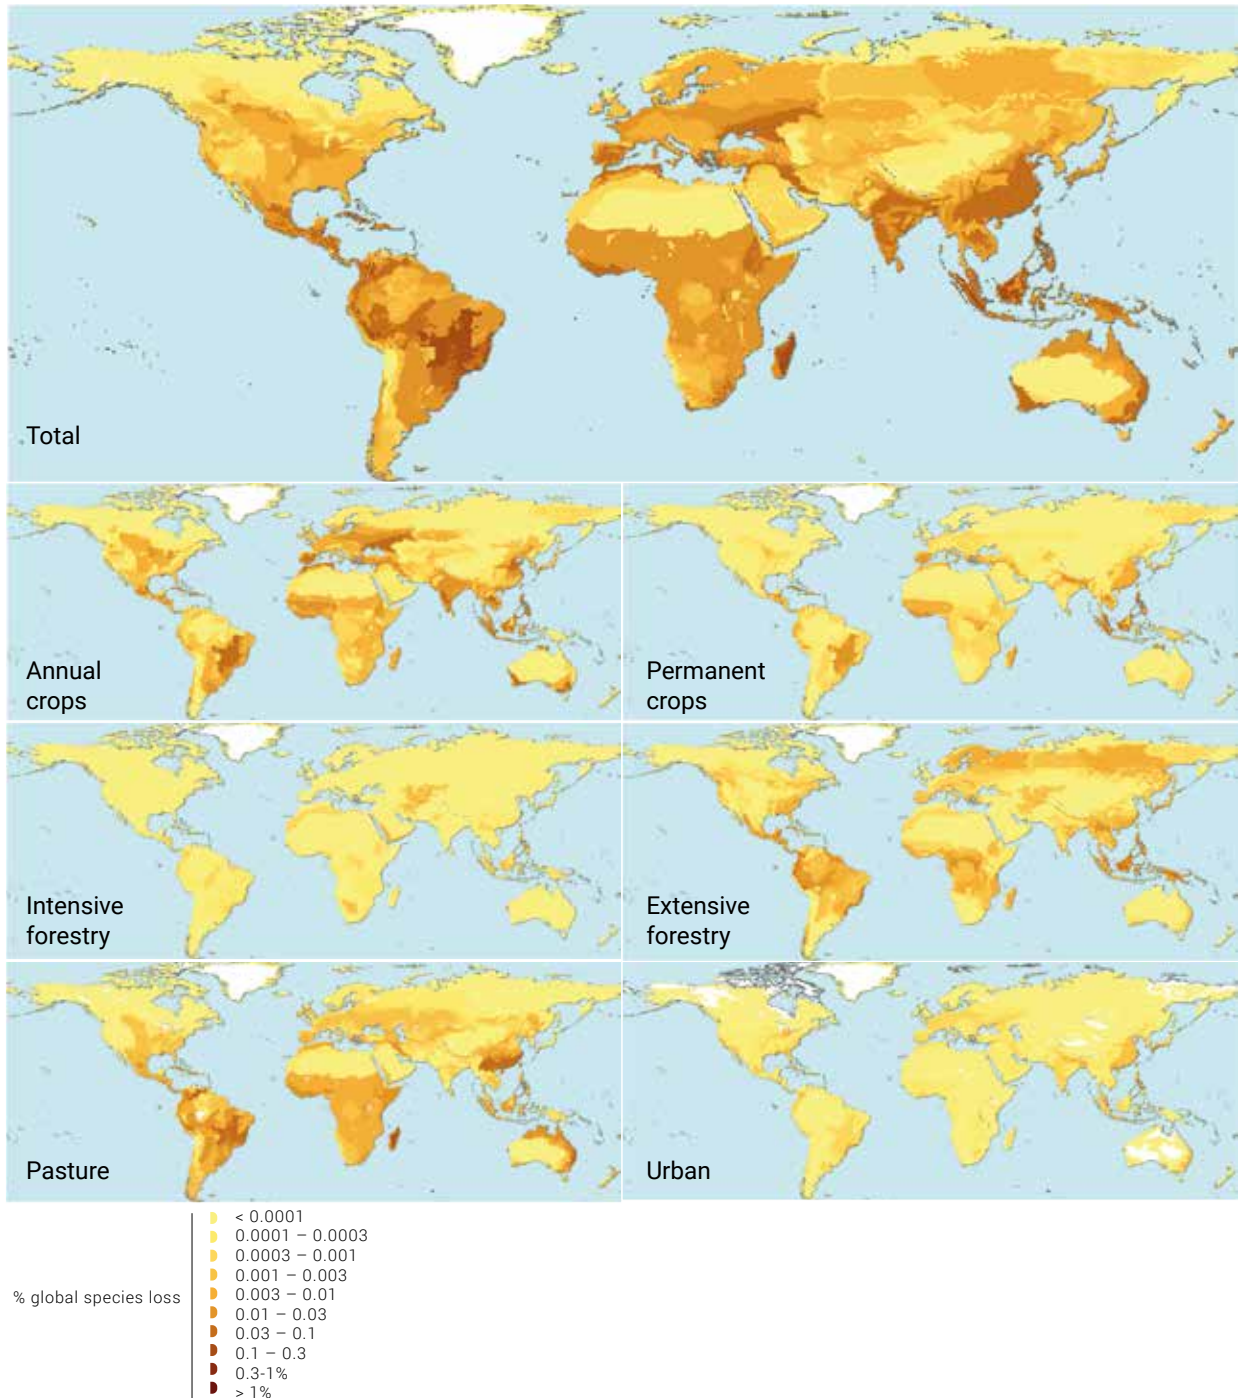 Total
Annual
crops
Permanent
crops
Intensive
forestry
Extensive
forestry
Pasture
Urban
% global species loss
< 0.0001
0.0001 – 0.0003
0.0003 – 0.001
0.001 – 0.003
0.003 – 0.01
0.01 – 0.03
0.03 – 0.1
0.1 – 0.3
0.3-1%
> 1%